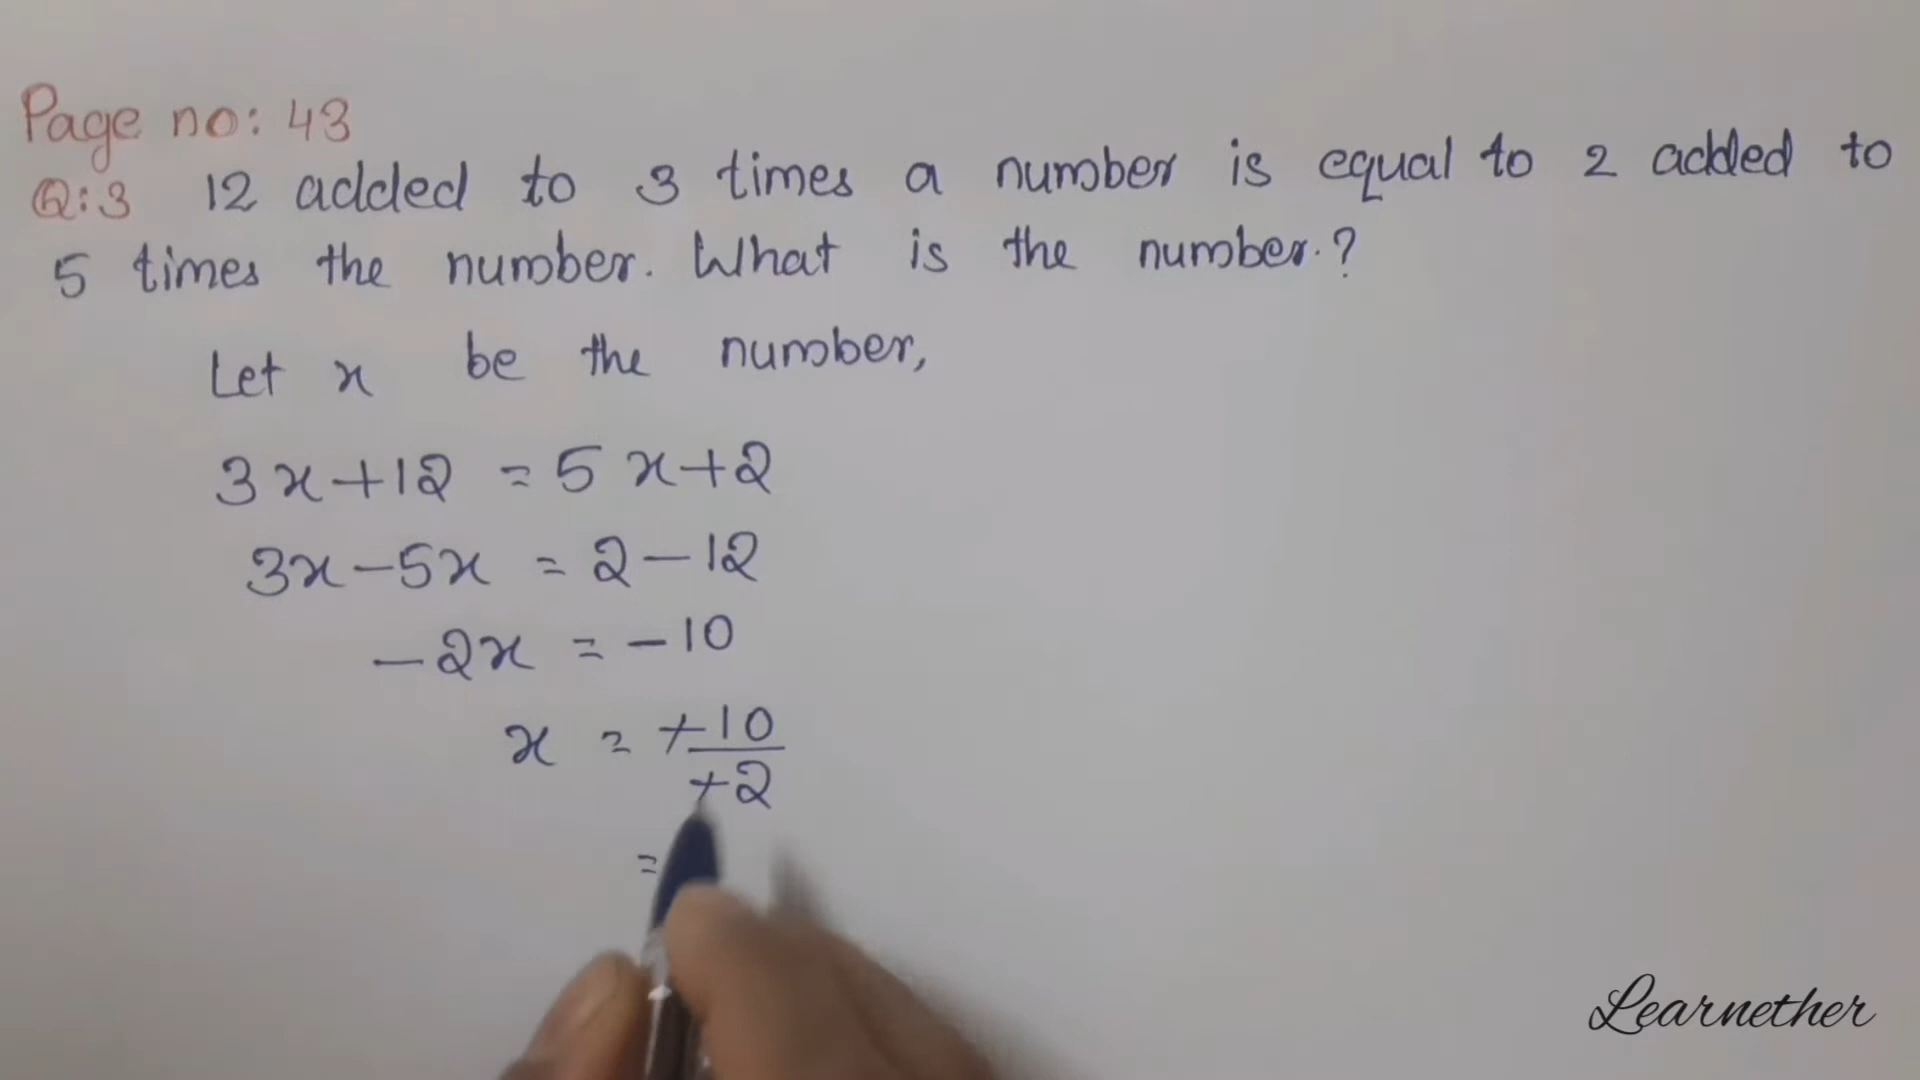 Page no: 43
Q:3 12 added to 3 times a number is equal to 2 added to
5 times the number. What is the number.?
Let x be the number,
3x+12 = 5x+2
3x-5x = 2-12
-2x = -10
x = +10
+2
=
Learnether